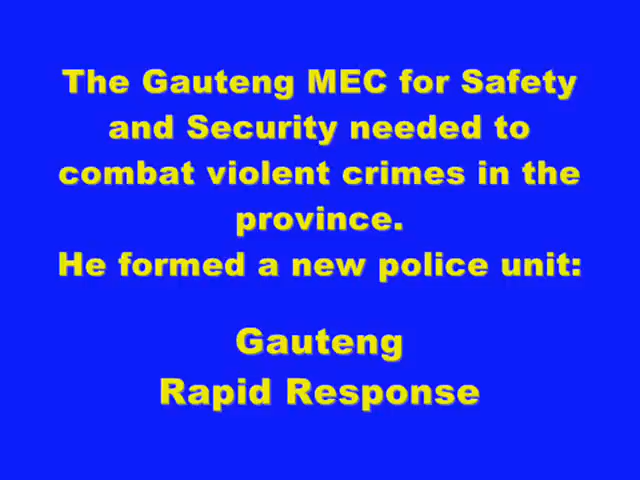 The Gauteng MEC for Safety
and Security needed to
combat violent crimes in the
province.
He formed a new police unit:
Gauteng
Rapid Response